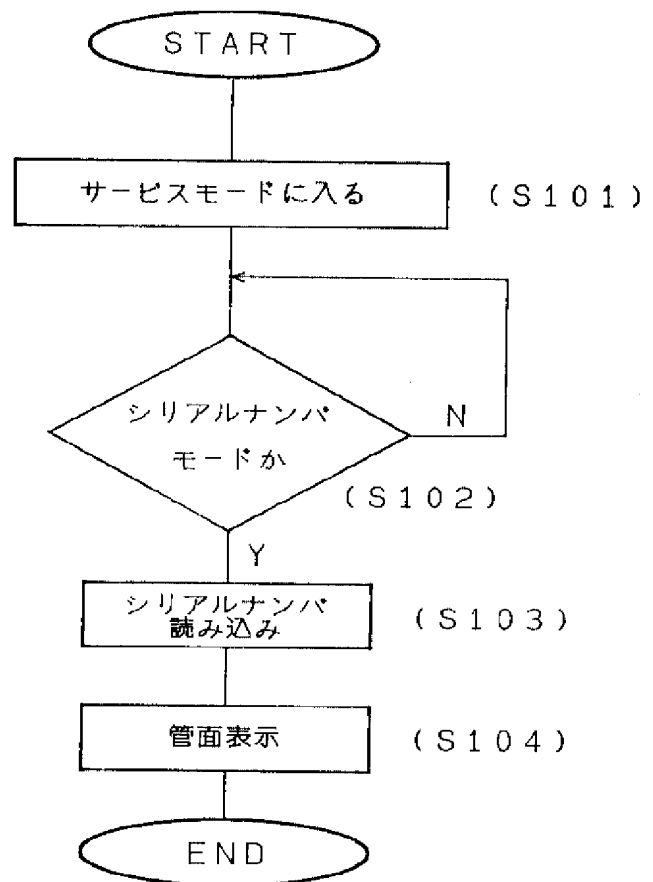 START
サービスモードに入る
(S101)
シリアルナンバ
モードか
N
(S102)
Y
シリアルナンバ
読み込み
(S103)
管面表示
(S104)
END